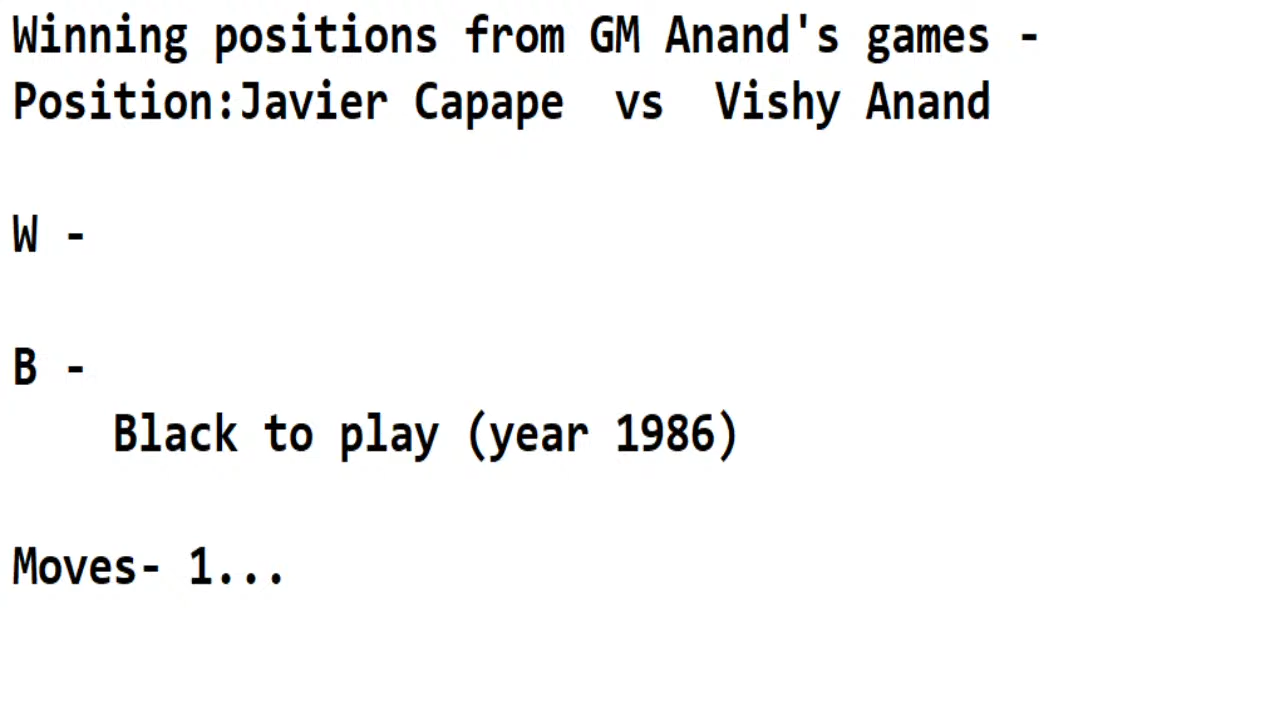 Winning positions from GM Anand's games -
Position:Javier Capape  vs  Vishy Anand
W -
B -
Black to play (year 1986)
Moves- 1...